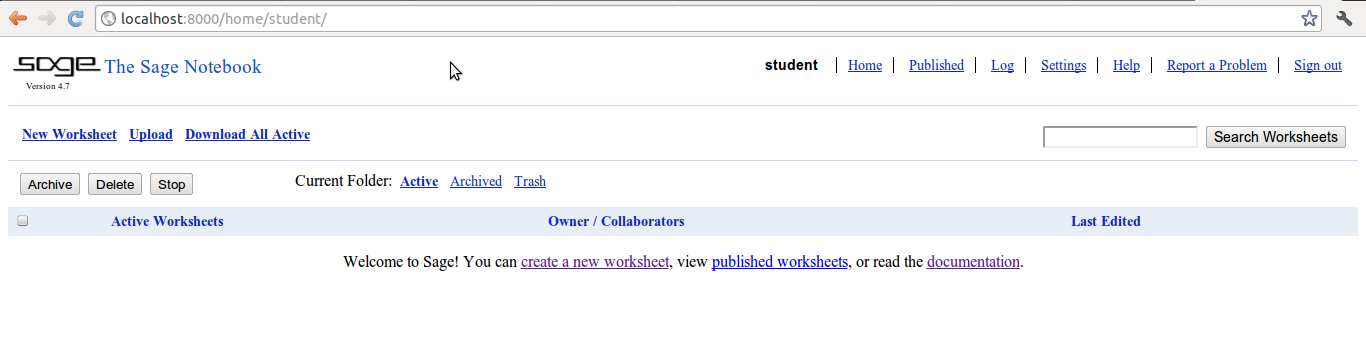 localhost:8000/home/student/
sage The Sage Notebook
Version 4.7
student Home Published Log Settings Help Report a Problem Sign out
New Worksheet Upload Download All Active Search Worksheets
Archive Delete Stop Current Folder: Active Archived Trash
Active Worksheets Owner / Collaborators Last Edited
Welcome to Sage! You can create a new worksheet, view published worksheets, or read the documentation.